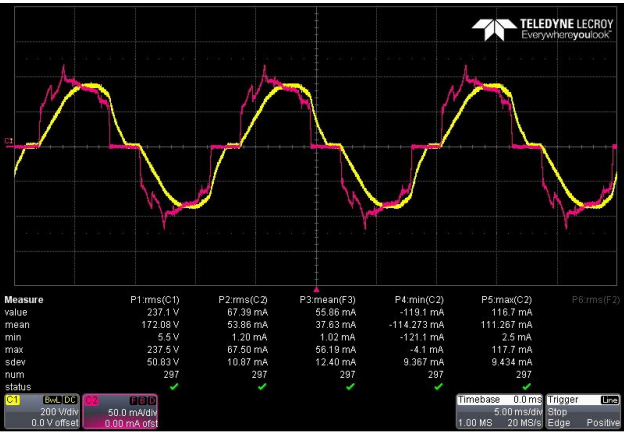 TELEDYNE LECROY
Everywhereyoulook™
C1
Measure P1:rms(C1) P2:rms(C2) P3:mean(F3) P4:min(C2) P5:max(C2) P6:rms(F2)
value 237.1 V 67.39 mA 55.86 mA -119.1 mA 116.7 mA
mean 172.08 V 53.86 mA 37.63 mA -114.273 mA 111.267 mA
min 5.5 V 1.20 mA 1.02 mA -121.1 mA 2.5 mA
max 237.5 V 67.50 mA 56.19 mA -4.1 mA 117.7 mA
sdev 50.83 V 10.87 mA 12.40 mA 9.367 mA 9.434 mA
num 297 297 297 297 297
status ✓ ✓ ✓ ✓ ✓
C1 BwL DC C2 Timebase 0.0 ms Trigger Line
200 V/div 50.0 mA/div 5.00 ms/div Stop
0.0 V offset 0.00 mA ofst 1.00 MS 20 MS/s Edge Positive